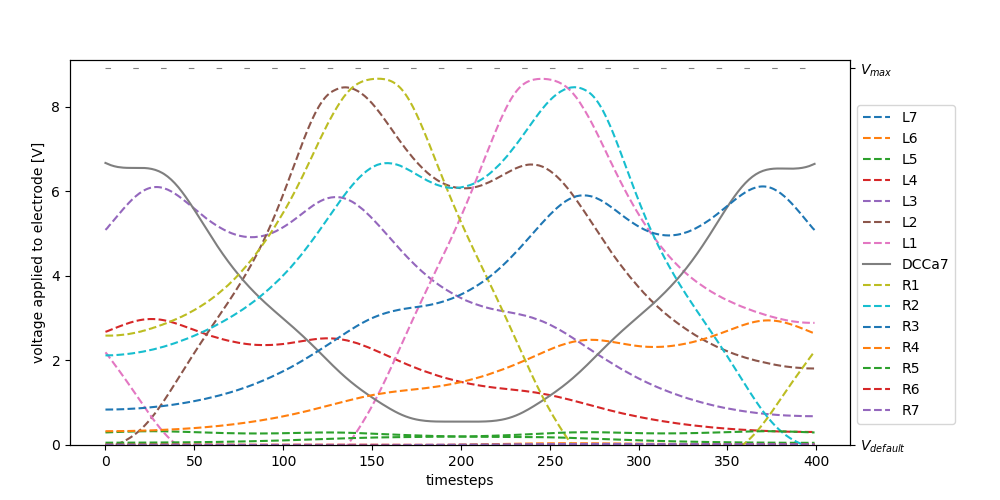 voltage applied to electrode [V]
8
6
4
2
0
0
50
100
150
200
250
300
350
400
timesteps
V_max
V_default
L7
L6
L5
L4
L3
L2
L1
DCCa7
R1
R2
R3
R4
R5
R6
R7